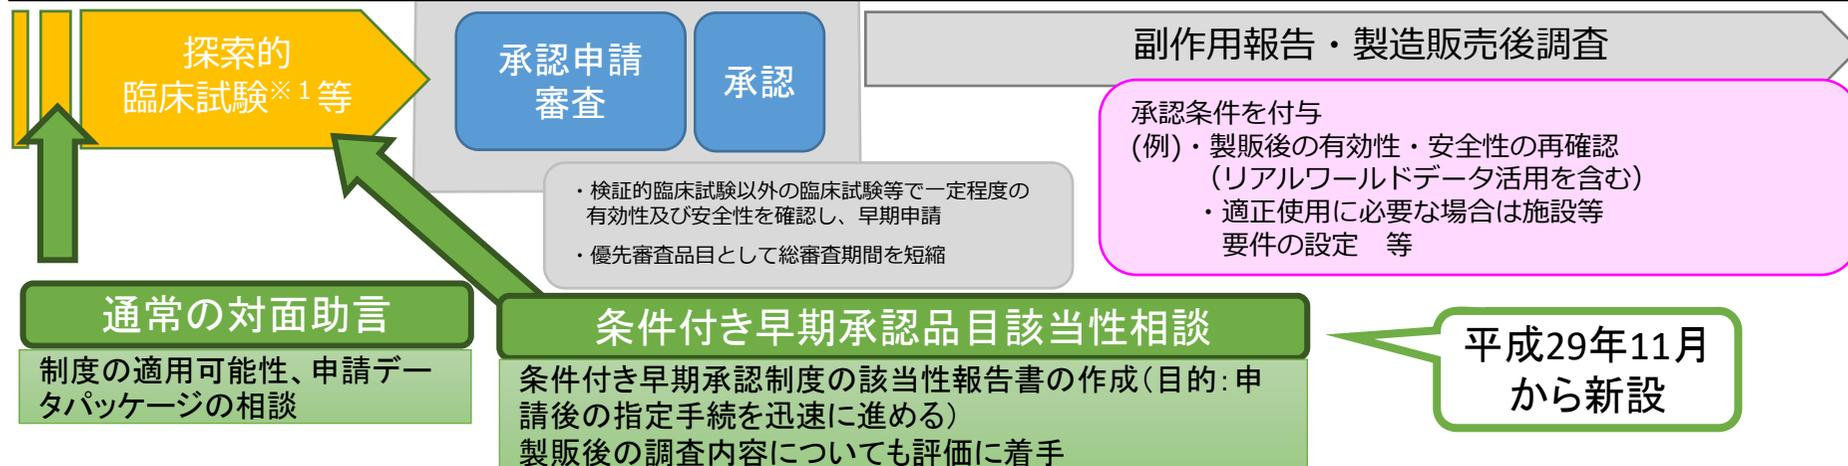 探索的
臨床試験※１等
承認申請
審査
承認
副作用報告・製造販売後調査
承認条件を付与
(例)・製販後の有効性・安全性の再確認
（リアルワールドデータ活用を含む）
・適正使用に必要な場合は施設等
要件の設定　等
・検証的臨床試験以外の臨床試験等で一定程度の
有効性及び安全性を確認し、早期申請
・優先審査品目として総審査期間を短縮
通常の対面助言
制度の適用可能性、申請デー
タパッケージの相談
条件付き早期承認品目該当性相談
条件付き早期承認制度の該当性報告書の作成（目的：申
請後の指定手続を迅速に進める）
製販後の調査内容についても評価に着手
平成29年11月
から新設